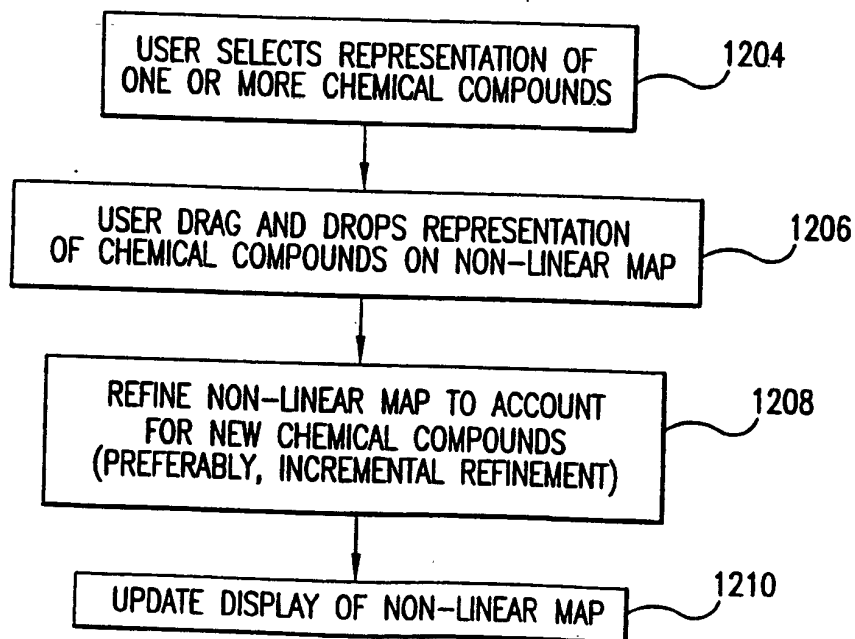 USER SELECTS REPRESENTATION OF
ONE OR MORE CHEMICAL COMPOUNDS
1204
USER DRAG AND DROPS REPRESENTATION
OF CHEMICAL COMPOUNDS ON NON-LINEAR MAP
1206
REFINE NON-LINEAR MAP TO ACCOUNT
FOR NEW CHEMICAL COMPOUNDS
(PREFERABLY, INCREMENTAL REFINEMENT)
1208
UPDATE DISPLAY OF NON-LINEAR MAP
1210